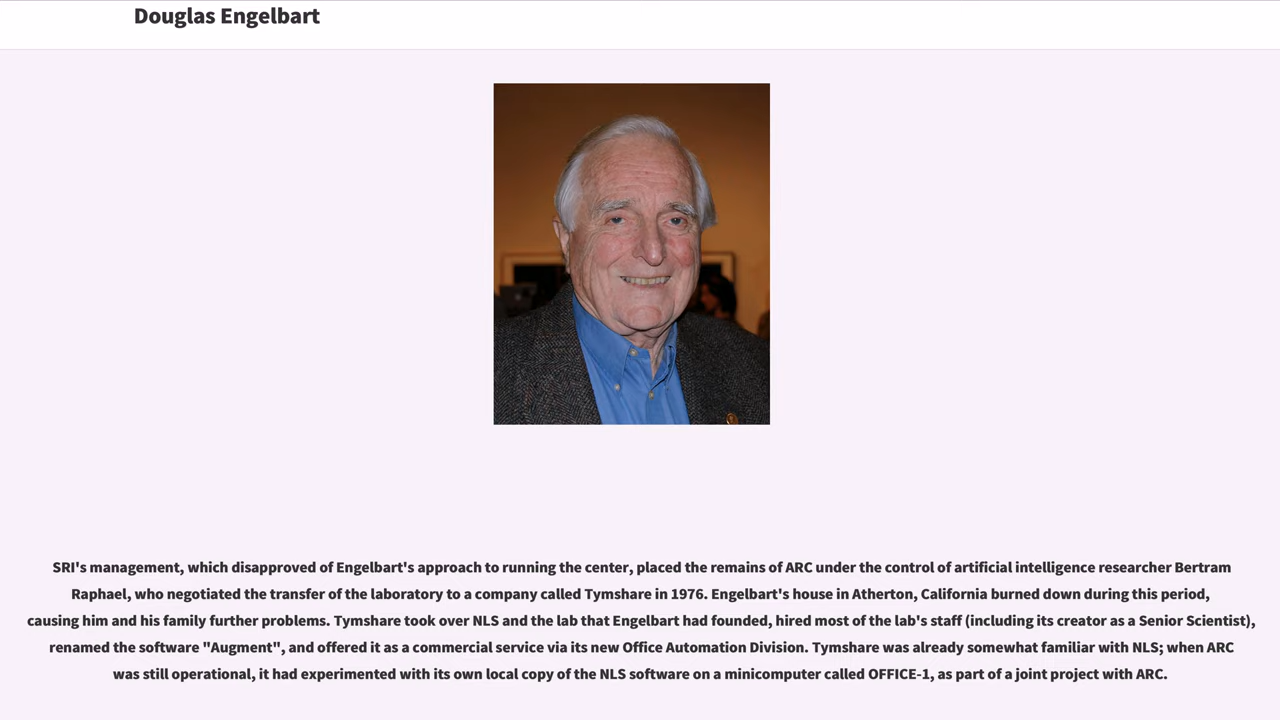 Douglas Engelbart
SRI's management, which disapproved of Engelbart's approach to running the center, placed the remains of ARC under the control of artificial intelligence researcher Bertram
Raphael, who negotiated the transfer of the laboratory to a company called Tymshare in 1976. Engelbart's house in Atherton, California burned down during this period,
causing him and his family further problems. Tymshare took over NLS and the lab that Engelbart had founded, hired most of the lab's staff (including its creator as a Senior Scientist),
renamed the software "Augment", and offered it as a commercial service via its new Office Automation Division. Tymshare was already somewhat familiar with NLS; when ARC
was still operational, it had experimented with its own local copy of the NLS software on a minicomputer called OFFICE-1, as part of a joint project with ARC.